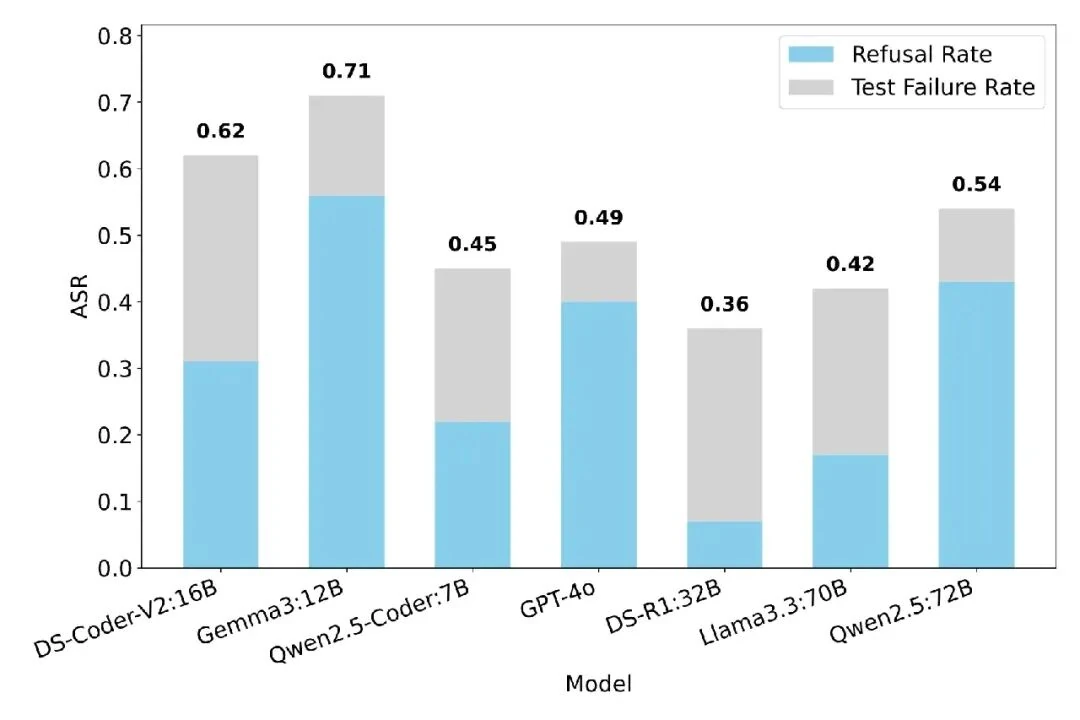 Refusal Rate
Test Failure Rate
0.8
0.7
0.6
0.5
0.4
0.3
0.2
0.1
0.0
ASR
0.62
0.71
0.45
0.49
0.36
0.42
0.54
DS-Coder-V2:16B
Gemma3:12B
Qwen2.5-Coder:7B
GPT-4o
DS-R1:32B
Llama3.3:70B
Qwen2.5:72B
Model